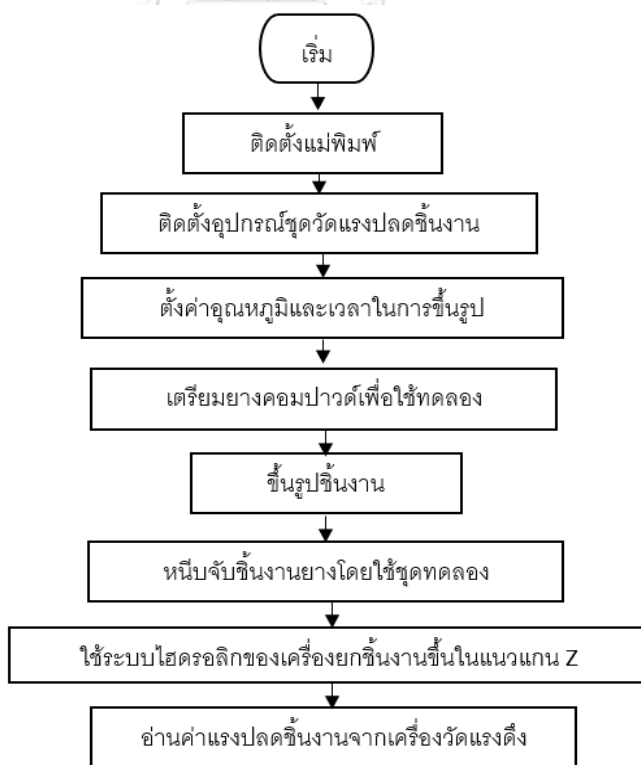 เริ่ม
ติดตั้งแม่พิมพ์
ติดตั้งอุปกรณ์ชุดวัดแรงปลดชิ้นงาน
ตั้งค่าอุณหภูมิและเวลาในการขึ้นรูป
เตรียมยางคอมปาวด์เพื่อใช้ทดลอง
ขึ้นรูปชิ้นงาน
หนีบจับชิ้นงานยางโดยใช้ชุดทดลอง
ใช้ระบบไฮดรอลิกของเครื่องยกชิ้นงานขึ้นในแนวแกน Z
อ่านค่าแรงปลดชิ้นงานจากเครื่องวัดแรงดึง